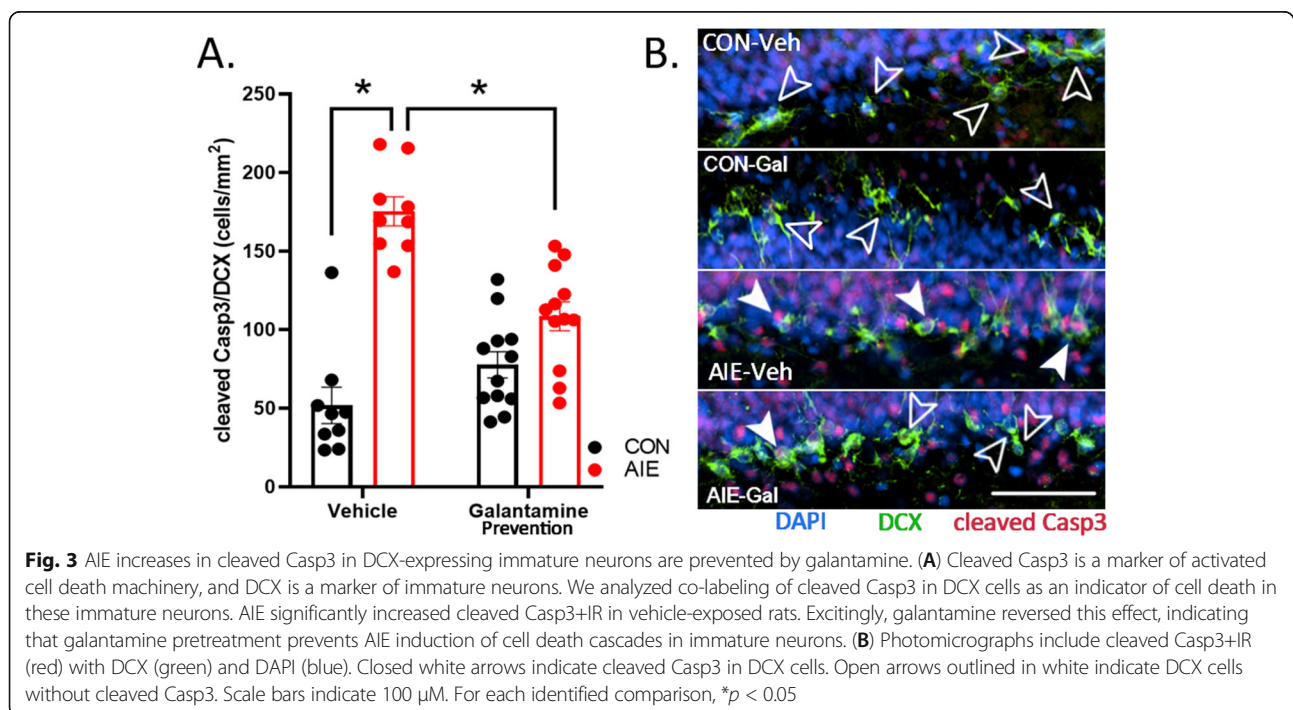 A.
B.
*
*
250
200
150
100
50
0
cleaved Casp3/DCX (cells/mm²)
CON
AIE
Vehicle
Galantamine
Prevention
CON-Veh
CON-Gal
AIE-Veh
AIE-Gal
DAPI DCX cleaved Casp3
Fig. 3 AIE increases in cleaved Casp3 in DCX-expressing immature neurons are prevented by galantamine. (A) Cleaved Casp3 is a marker of activated
cell death machinery, and DCX is a marker of immature neurons. We analyzed co-labeling of cleaved Casp3 in DCX cells as an indicator of cell death in
these immature neurons. AIE significantly increased cleaved Casp3+IR in vehicle-exposed rats. Excitingly, galantamine reversed this effect, indicating
that galantamine pretreatment prevents AIE induction of cell death cascades in immature neurons. (B) Photomicrographs include cleaved Casp3+IR
(red) with DCX (green) and DAPI (blue). Closed white arrows indicate cleaved Casp3 in DCX cells. Open arrows outlined in white indicate DCX cells
without cleaved Casp3. Scale bars indicate 100 μM. For each identified comparison, *p < 0.05